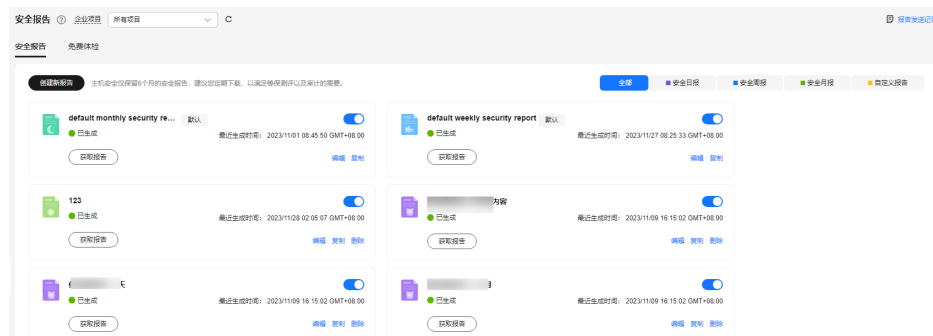 安全报告 企业项目 所有项目 报告发送记
安全报告 免费体检
创建新报告 主机安全仅保留6个月的安全报告，建议您定期下载，以满足等保测评以及审计的需要。 全部 安全日报 安全周报 安全月报 自定义报告
default monthly security re... 默认 default weekly security report 默认
已生成 最近生成时间： 2023/11/01 08:45:50 GMT+08:00 已生成 最近生成时间： 2023/11/27 08:25:33 GMT+08:00
获取报告 编辑 复制 获取报告 编辑 复制
123 内容
已生成 最近生成时间： 2023/11/28 02:05:07 GMT+08:00 已生成 最近生成时间： 2023/11/09 16:15:02 GMT+08:00
获取报告 编辑 复制 删除 获取报告 编辑 复制 删除
已生成 最近生成时间： 2023/11/09 16:15:02 GMT+08:00 已生成 最近生成时间： 2023/11/09 16:15:02 GMT+08:00
获取报告 编辑 复制 删除 获取报告 编辑 复制 删除